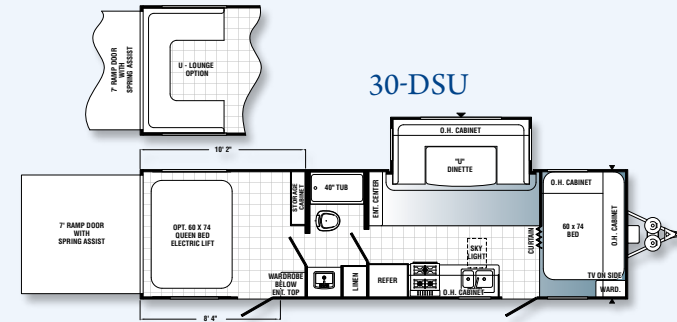 7' RAMP DOOR
WITH
SPRING ASSIST
U - LOUNGE
OPTION
30-DSU
10' 2"
O.H. CABINET
"U"
DINETTE
7' RAMP DOOR
WITH
SPRING ASSIST
OPT. 60 X 74
QUEEN BED
ELECTRIC LIFT
STORAGE
CABINET
40" TUB
ENT. CENTER
O.H. CABINET
60 x 74
BED
O.H. CABINET
CURTAIN
SKY
LIGHT
WARDROBE
BELOW
ENT. TOP
LINEN
REFER
O.H. CABINET
TV ON SIDE
WARD.
8' 4"